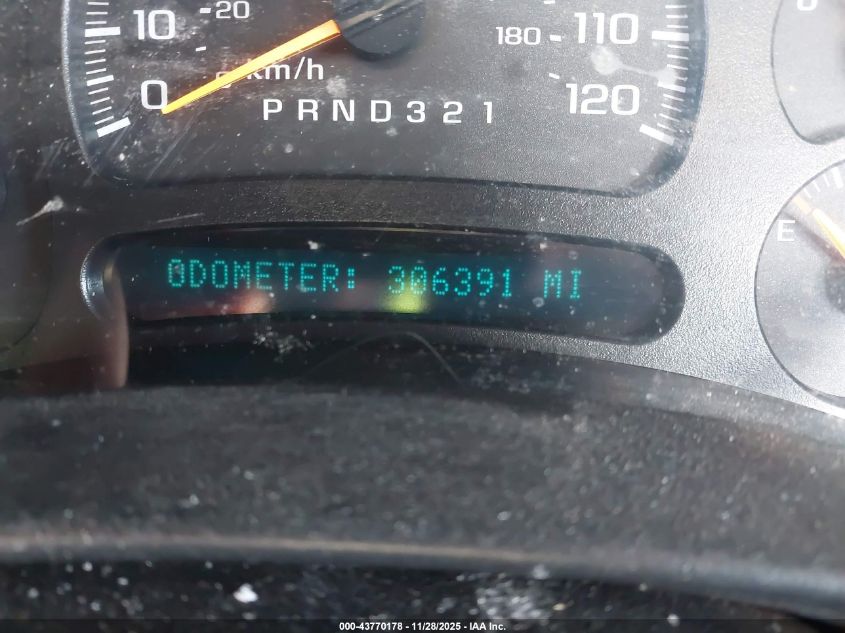 10 20
180 110
0 km/h 120
PRND321
E
ODOMETER: 306391 MI
000-43770178 - 11/28/2025 - IAA Inc.